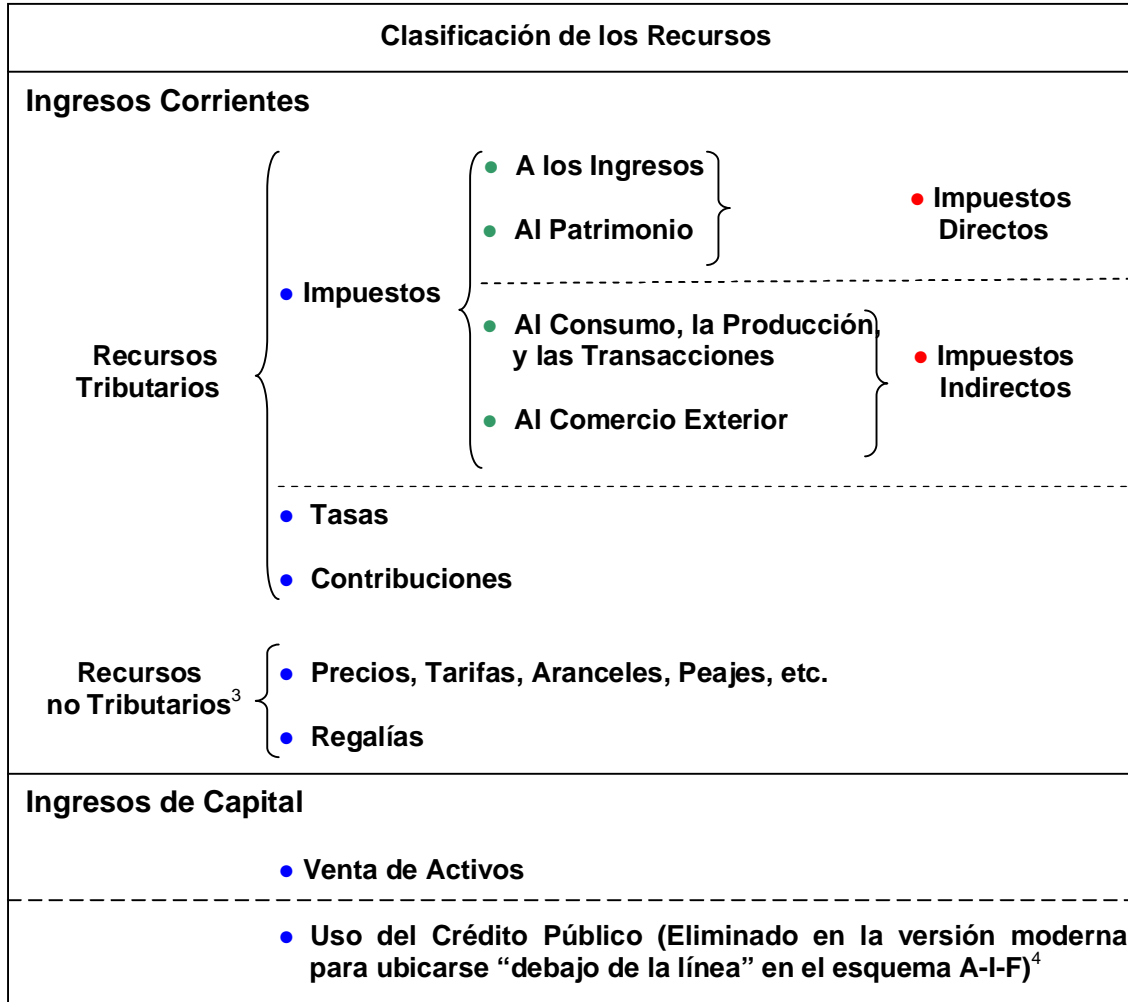 Clasificación de los Recursos
Ingresos Corrientes
Recursos
Tributarios
• Impuestos
• A los Ingresos
• Al Patrimonio
• Impuestos
Directos
• Al Consumo, la Producción,
y las Transacciones
• Al Comercio Exterior
• Impuestos
Indirectos
• Tasas
• Contribuciones
Recursos
no Tributarios³
• Precios, Tarifas, Aranceles, Peajes, etc.
• Regalías
Ingresos de Capital
• Venta de Activos
• Uso del Crédito Público (Eliminado en la versión moderna
para ubicarse “debajo de la línea” en el esquema A-I-F)⁴